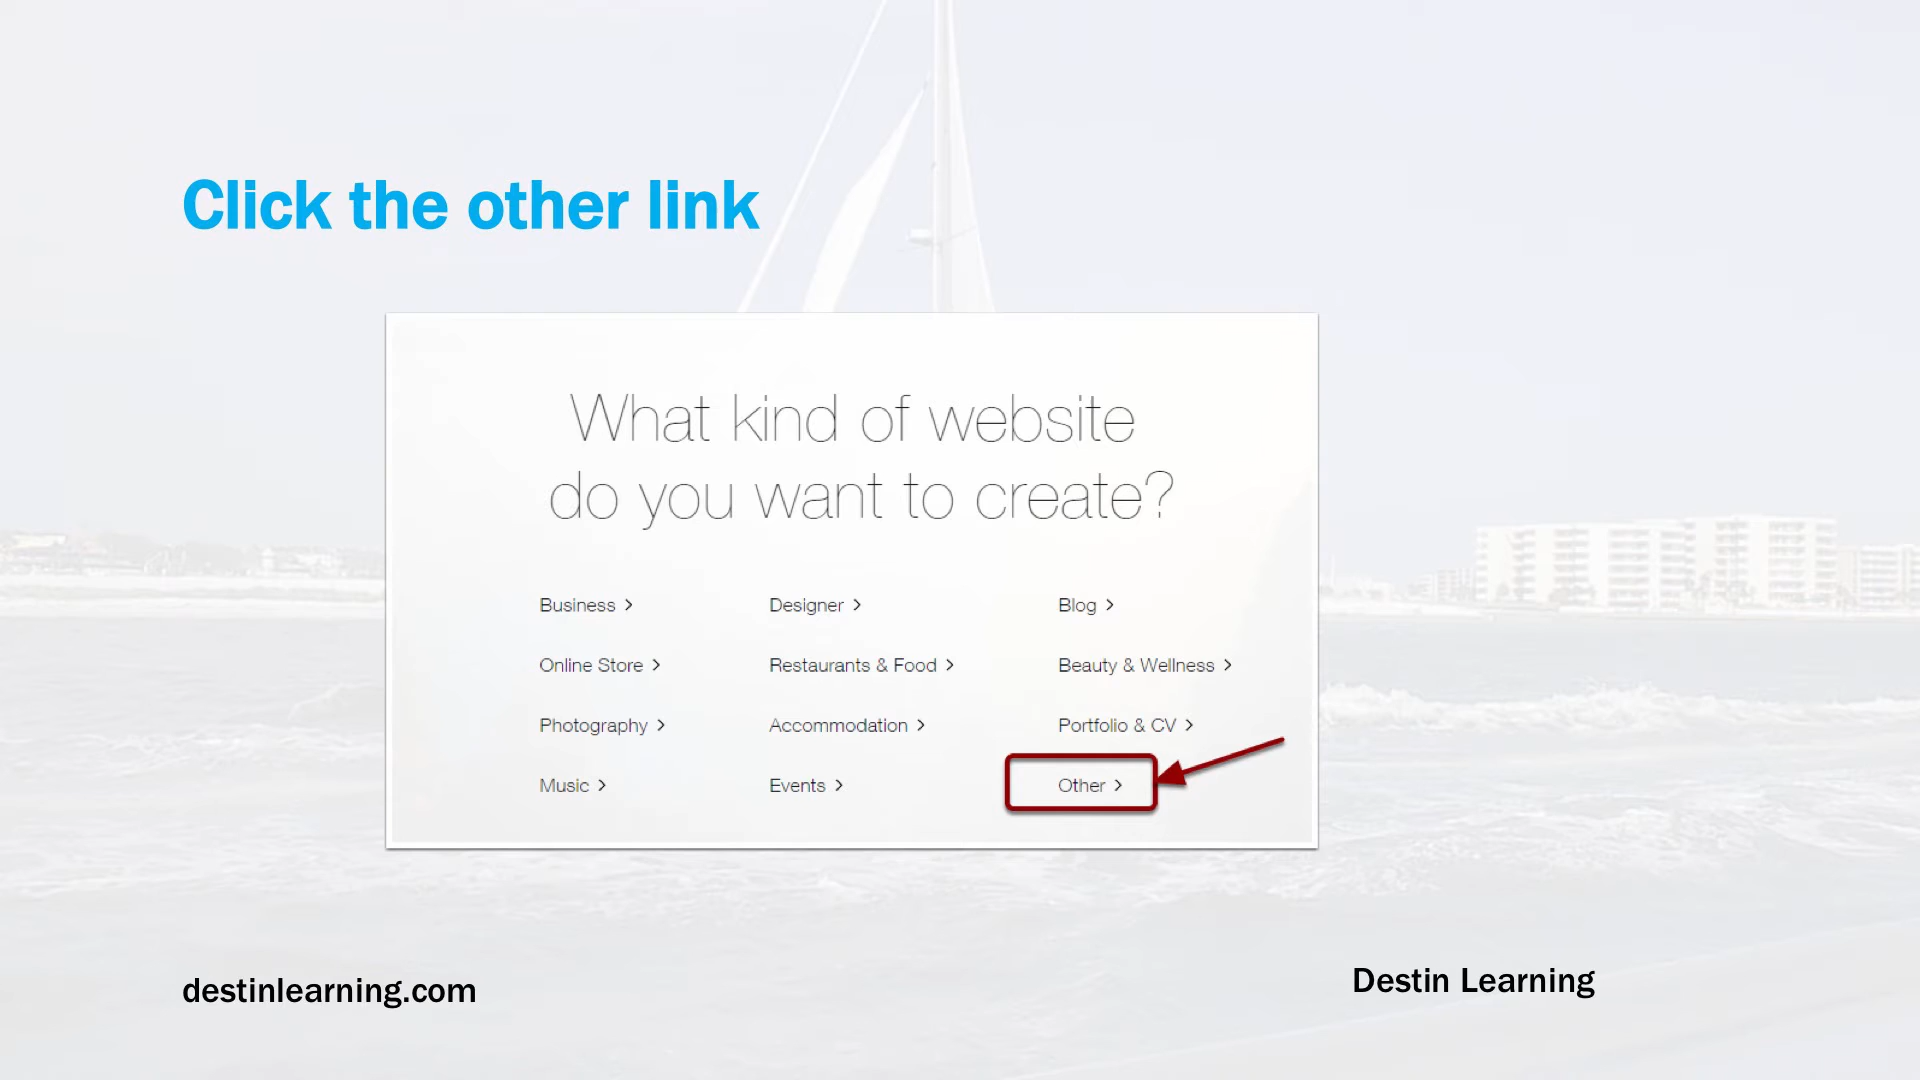 Click the other link
What kind of website
do you want to create?
Business >
Designer >
Blog >
Online Store >
Restaurants & Food >
Beauty & Wellness >
Photography >
Accommodation >
Portfolio & CV >
Music >
Events >
Other >
destinlearning.com
Destin Learning